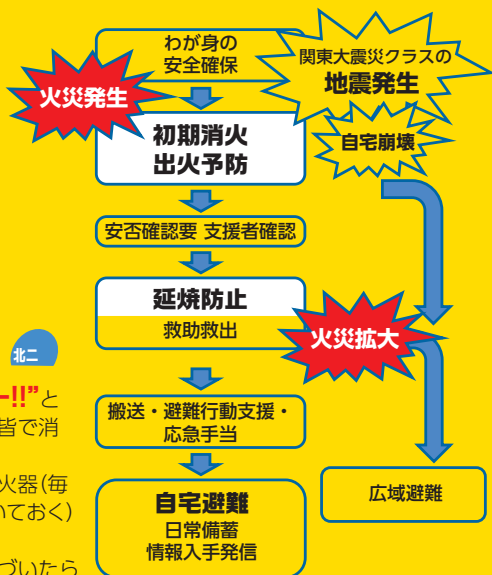 わが身の
安全確保
関東大震災クラスの
地震発生
火災発生
自宅崩壊
初期消火
出火予防
安否確認要 支援者確認
延焼防止
救助救出
火災拡大
北二
ー!!”と
皆で消
搬送・避難行動支援・
応急手当
火器(毎
いておく)
広域避難
自宅避難
日常備蓄
情報入手発信
づいたら